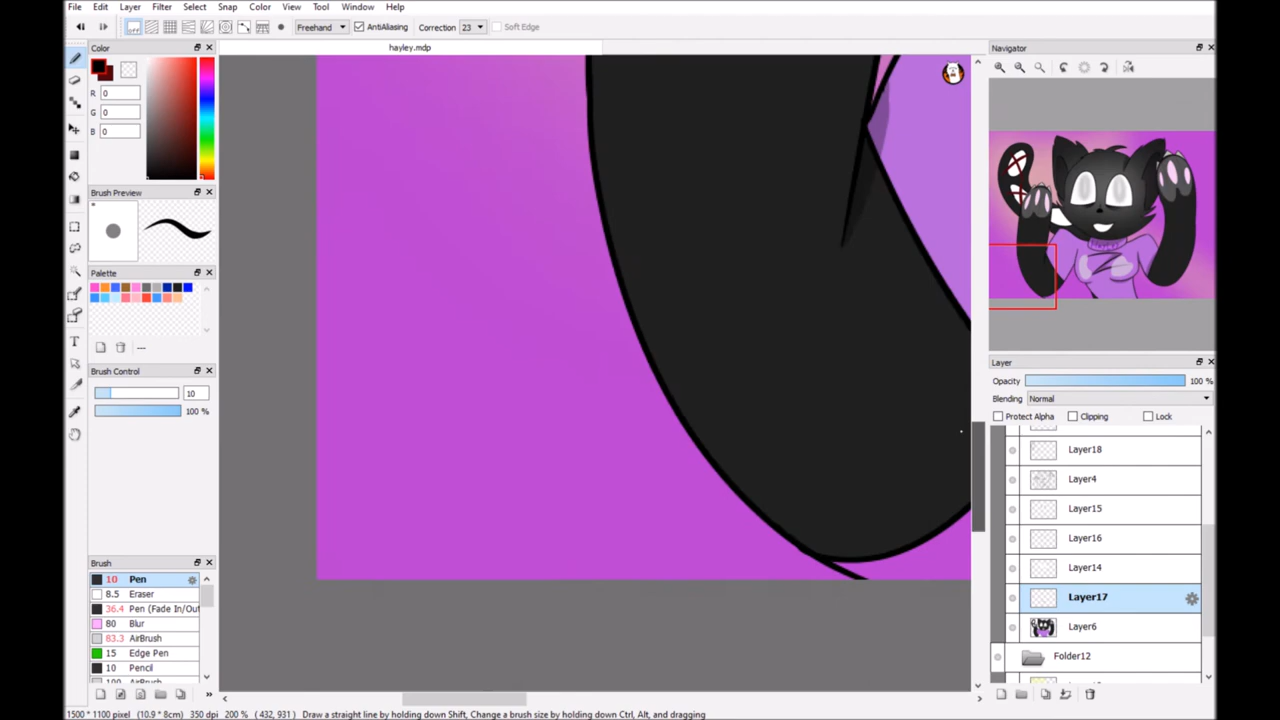 File Edit Layer Filter Select Snap Color View Tool Window Help
off Freehand AntiAliasing Correction 23 Soft Edge
Color
R 0
G 0
B 0
Brush Preview
Palette
---
Brush Control
10
100 %
Brush
10 Pen
8.5 Eraser
36.4 Pen (Fade In/Out
80 Blur
83.3 AirBrush
15 Edge Pen
10 Pencil
100 AirBrush
hayley.mdp
Navigator
Layer
Opacity 100 %
Blending Normal
Protect Alpha Clipping Lock
Layer18
Layer4
Layer15
Layer16
Layer14
Layer17
Layer6
Folder12
1500 * 1100 pixel (10.9 * 8cm) 350 dpi 200 % ( 432, 931 ) Draw a straight line by holding down Shift, Change a brush size by holding down Ctrl, Alt, and dragging